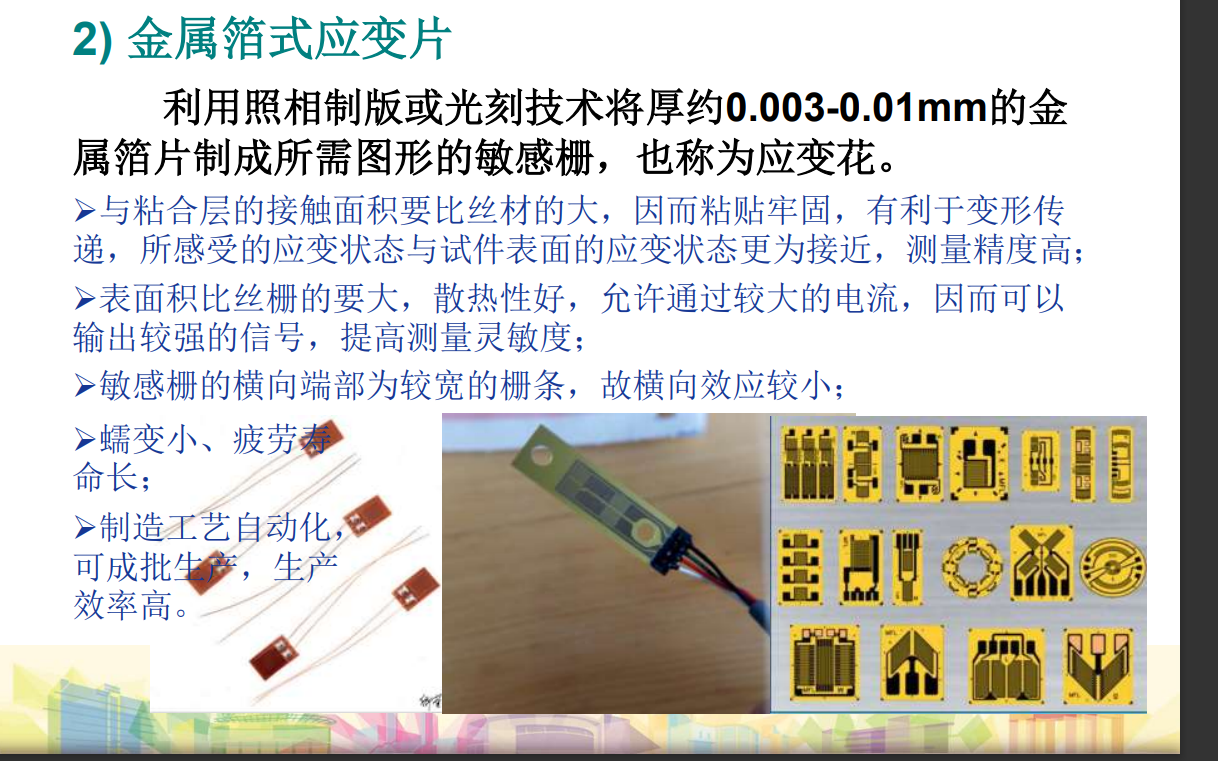 2) 金属箔式应变片
利用照相制版或光刻技术将厚约0.003-0.01mm的金
属箔片制成所需图形的敏感栅，也称为应变花。
➢与粘合层的接触面积要比丝材的大，因而粘贴牢固，有利于变形传
递，所感受的应变状态与试件表面的应变状态更为接近，测量精度高；
➢表面积比丝栅的要大，散热性好，允许通过较大的电流，因而可以
输出较强的信号，提高测量灵敏度；
➢敏感栅的横向端部为较宽的栅条，故横向效应较小；
➢蠕变小、疲劳寿
命长；
➢制造工艺自动化，
可成批生产，生产
效率高。